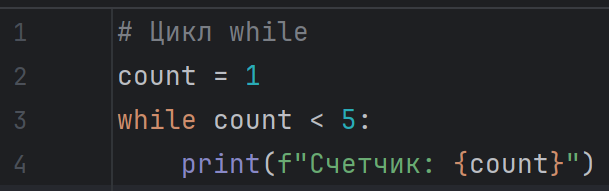 1 # Цикл while
2 count = 1
3 while count < 5:
4     print(f"Счетчик: {count}")